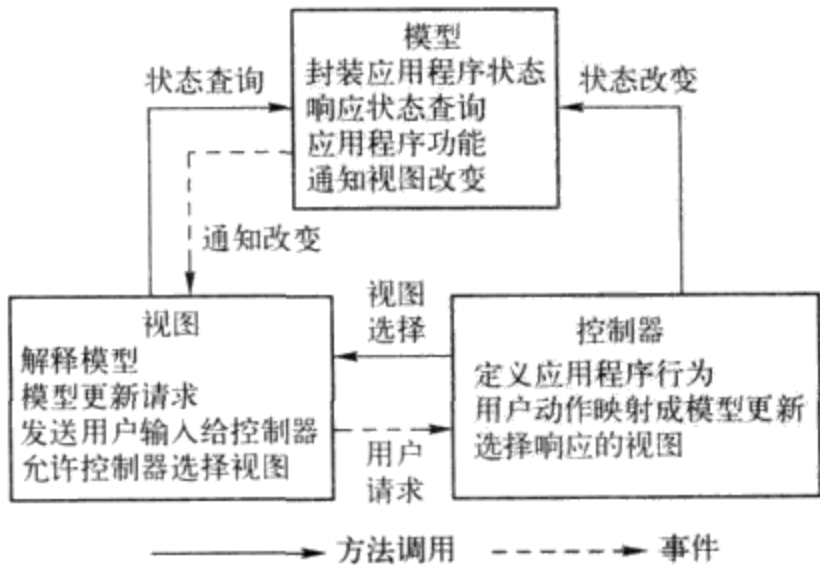 模型
封装应用程序状态
响应状态查询
应用程序功能
通知视图改变
状态查询
状态改变
通知改变
视图
选择
视图
解释模型
模型更新请求
发送用户输入给控制器
允许控制器选择视图
控制器
定义应用程序行为
用户动作映射成模型更新
选择响应的视图
用户
请求
方法调用
事件